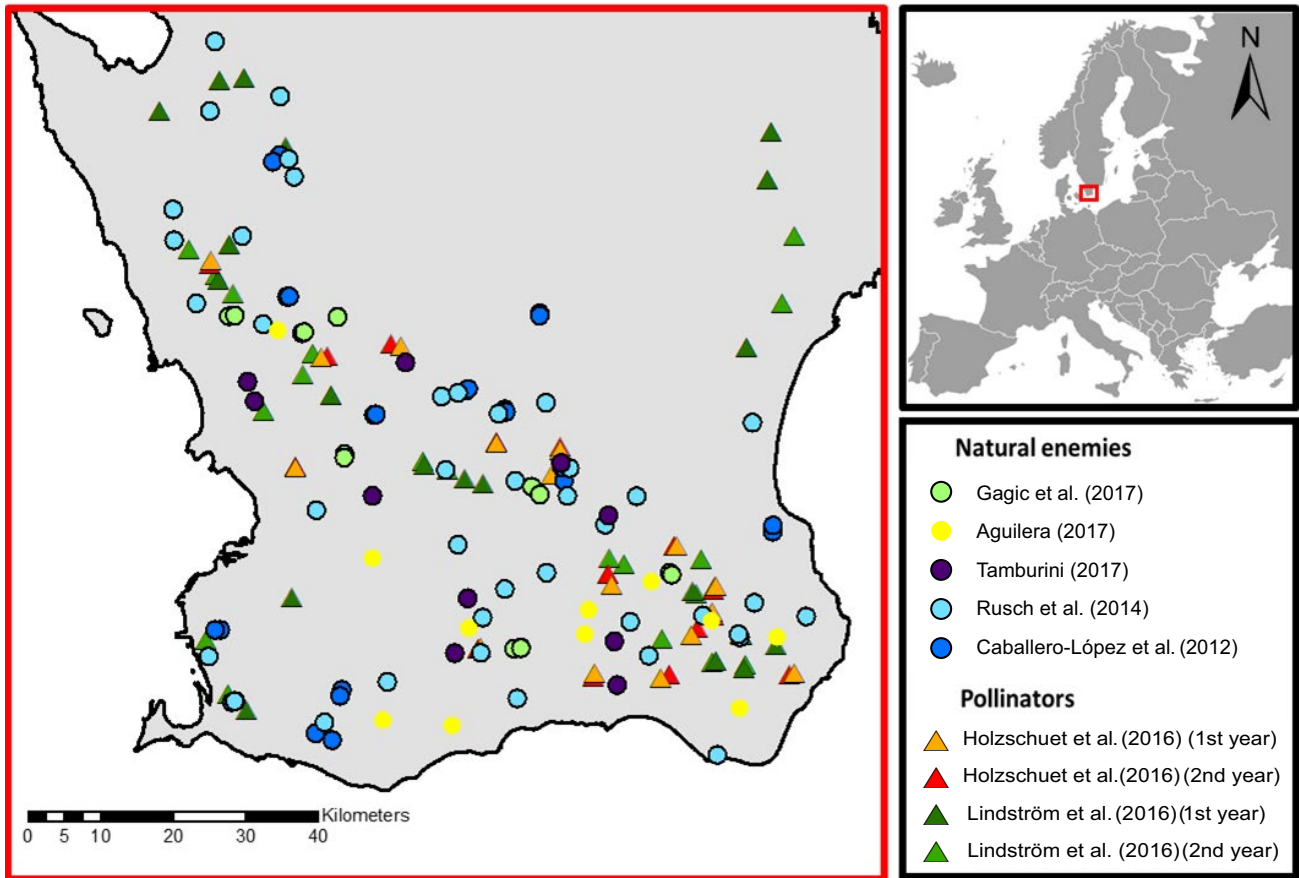 N
Natural enemies
Gagic et al. (2017)
Aguilera (2017)
Tamburini (2017)
Rusch et al. (2014)
Caballero-López et al. (2012)
Pollinators
Holzschuet et al. (2016) (1st year)
Holzschuet et al. (2016) (2nd year)
Lindström et al. (2016) (1st year)
Lindström et al. (2016) (2nd year)
Kilometers
0 5 10 20 30 40